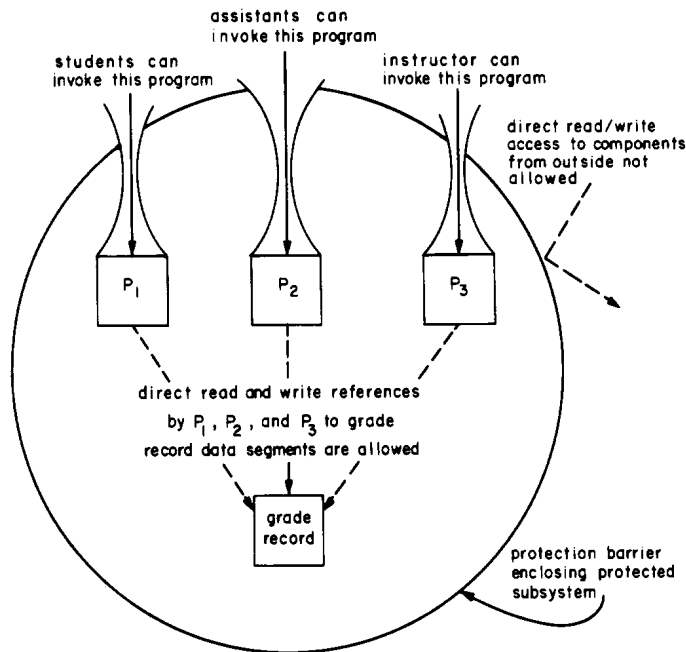 assistants can
invoke this program
students can
invoke this program
instructor can
invoke this program
direct read/write
access to components
from outside not
allowed
P1
P2
P3
direct read and write references
by P1, P2, and P3 to grade
record data segments are allowed
grade
record
protection barrier
enclosing protected
subsystem